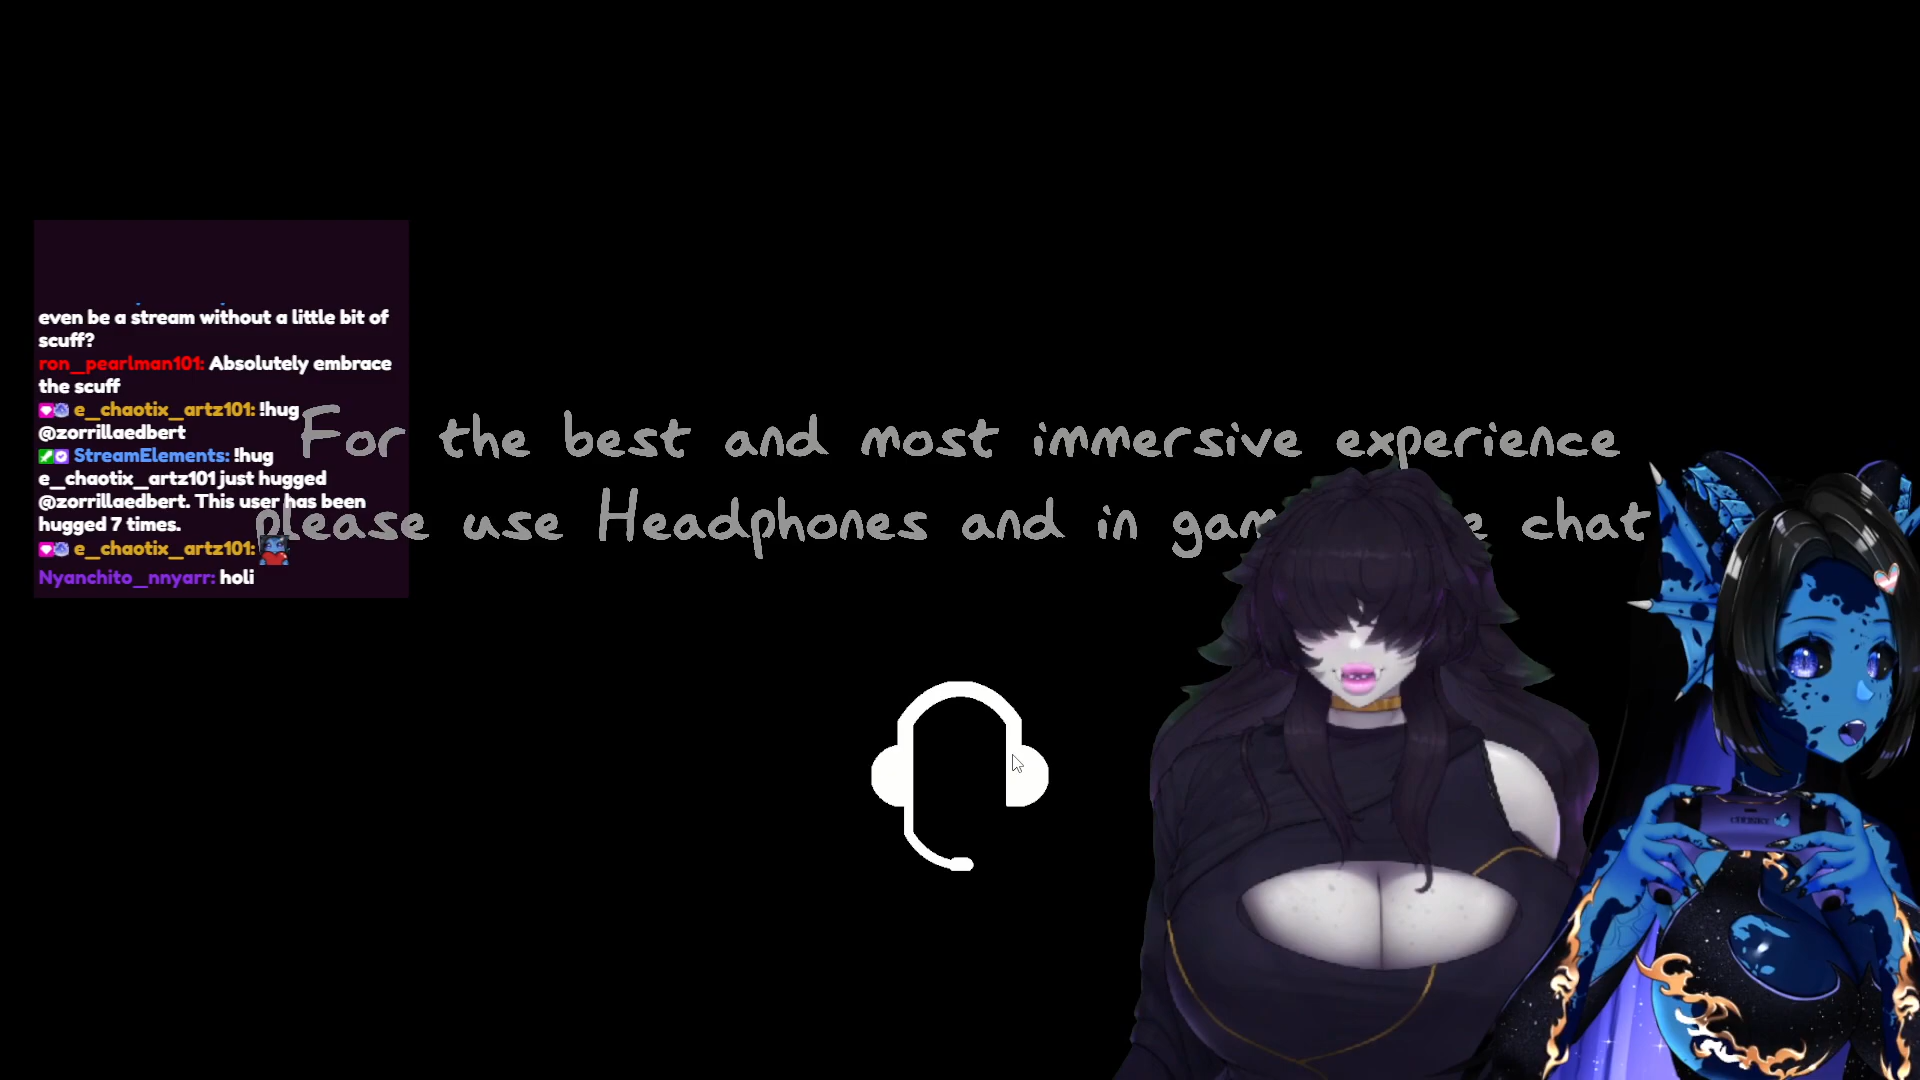 even be a stream without a little bit of
scuff?
ron_pearlman101: Absolutely embrace
the scuff
e_chaotix_artz101: !hug
@zorrillaedbert
StreamElements: !hug
e_chaotix_artz101 just hugged
@zorrillaedbert. This user has been
hugged 7 times.
e_chaotix_artz101:
Nyanchito_nnyarr: holi
For the best and most immersive experience
please use Headphones and in gam e chat